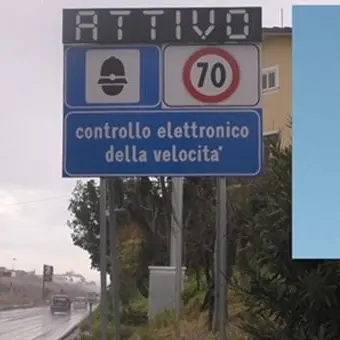 ATTIVO
70
controllo elettronico
della velocita'